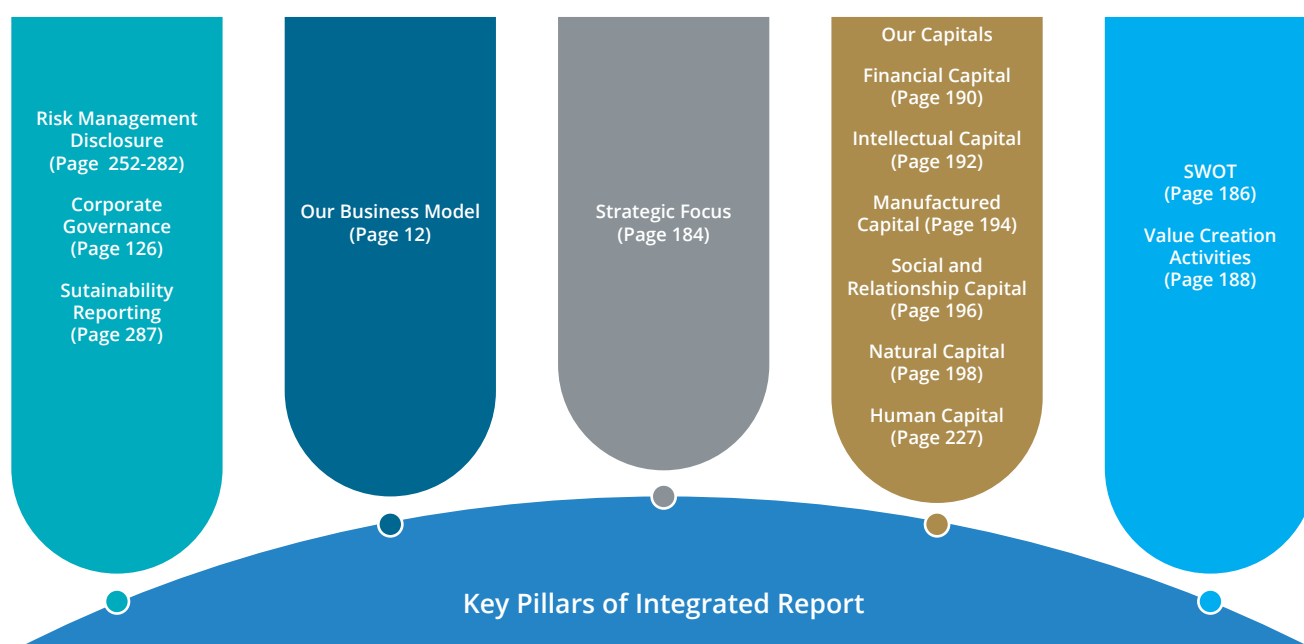 Risk Management
Disclosure
(Page 252-282)
Corporate
Governance
(Page 126)
Sutainability
Reporting
(Page 287)
Our Business Model
(Page 12)
Strategic Focus
(Page 184)
Our Capitals
Financial Capital
(Page 190)
Intellectual Capital
(Page 192)
Manufactured
Capital (Page 194)
Social and
Relationship Capital
(Page 196)
Natural Capital
(Page 198)
Human Capital
(Page 227)
SWOT
(Page 186)
Value Creation
Activities
(Page 188)
Key Pillars of Integrated Report